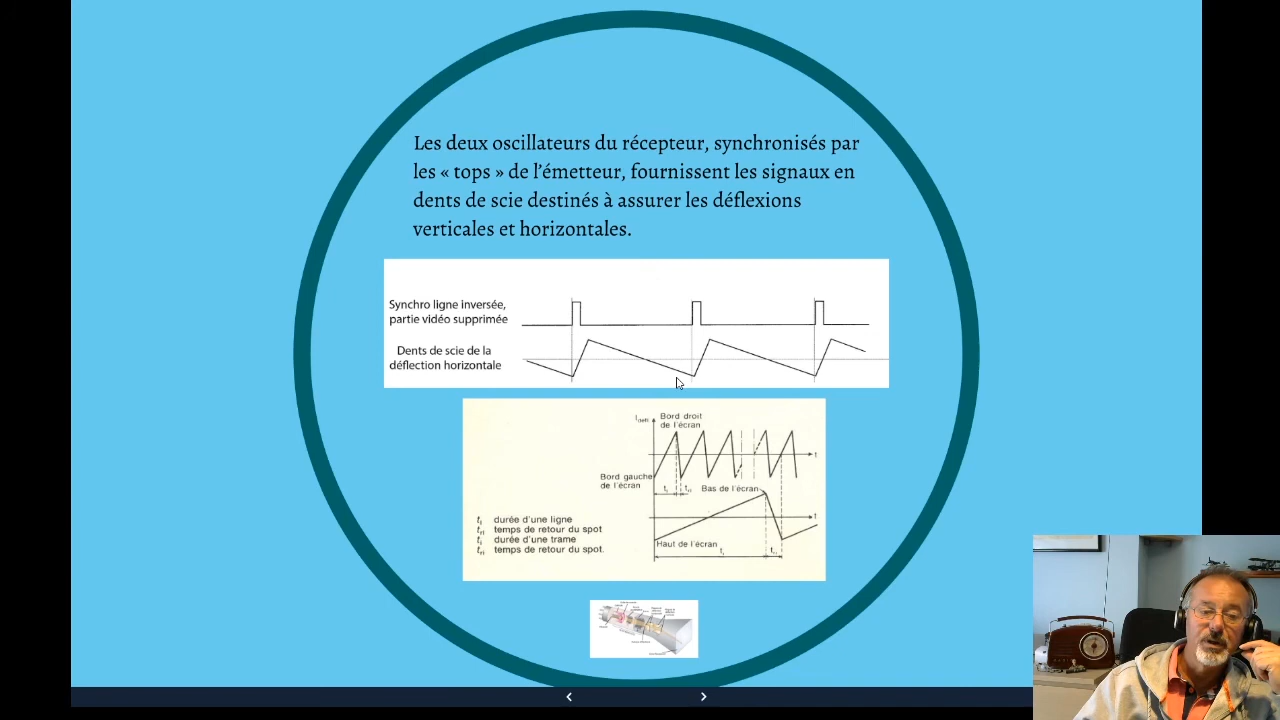 Les deux oscillateurs du récepteur, synchronisés par
les « tops » de l’émetteur, fournissent les signaux en
dents de scie destinés à assurer les déflexions
verticales et horizontales.
Synchro ligne inversée,
partie vidéo supprimée
Dents de scie de la
déflection horizontale
Bord droit
de l'écran
t
Bord gauche
de l'écran
Bas de l'écran
t
Haut de l'écran
durée d'une ligne
temps de retour du spot
durée d'une trame
temps de retour du spot.